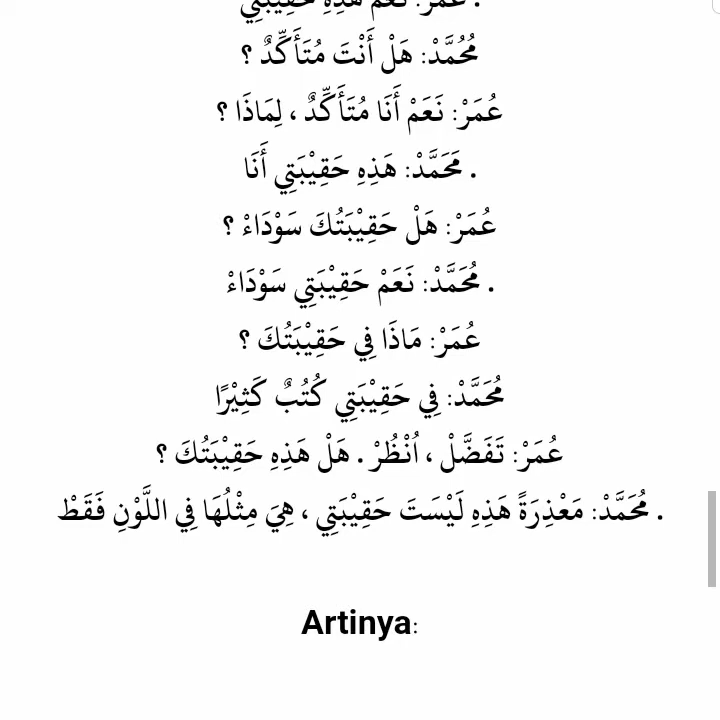 عُمَرْ: نَعَمْ هَذِهِ حَقِيْبَتِي .
مُحُمَّدْ: هَلْ أَنْتَ مُتَأَكِّدٌ ؟
عُمَرْ: نَعَمْ أَنَا مُتَأَكِّدٌ ، لِمَاذَا ؟
مَحَمَّدْ: هَذِهِ حَقِيْبَتِي أَنَا .
عُمَرْ: هَلْ حَقِيْبَتُكَ سَوْدَاءْ ؟
مُحَمَّدْ: نَعَمْ حَقِيْبَتِي سَوْدَاءْ .
عُمَرْ: مَاذَا فِي حَقِيْبَتُكَ ؟
مُحَمَّدْ: فِي حَقِيْبَتِي كُتُبٌ كَثِيْرًا
عُمَرْ: تَفَضَّلْ ، اُنْظُرْ . هَلْ هَذِهِ حَقِيْبَتُكَ ؟
مُحَمَّدْ: مَعْذِرَةً هَذِهِ لَيْسَتَ حَقِيْبَتِي ، هِيَ مِثْلُهَا فِي اللَّوْنِ فَقَطْ .
Artinya: